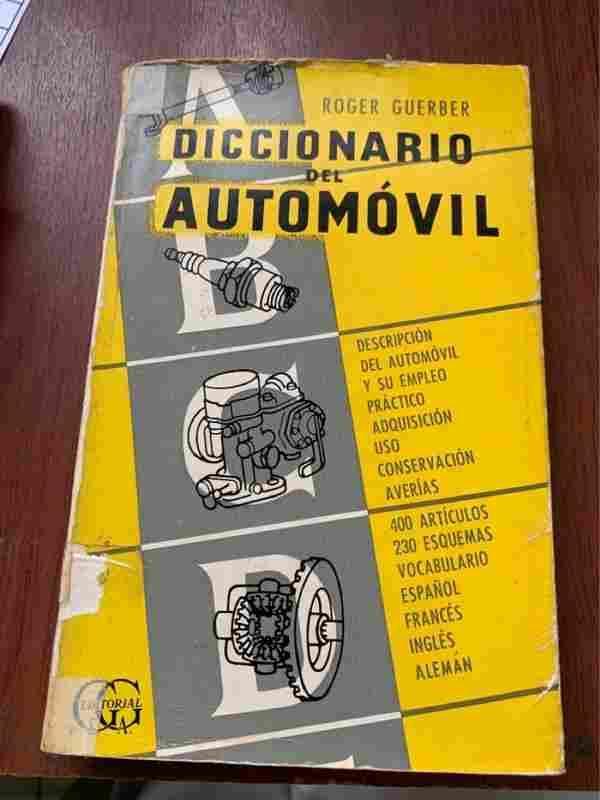 ROGER GUERBER
DICCIONARIO
DEL
AUTOMÓVIL
A
B
C
D
DESCRIPCIÓN
DEL AUTOMÓVIL
Y SU EMPLEO
PRÁCTICO
ADQUISICIÓN
USO
CONSERVACIÓN
AVERÍAS
400 ARTÍCULOS
230 ESQUEMAS
VOCABULARIO
ESPAÑOL
FRANCÉS
INGLÉS
ALEMÁN
EDITORIAL
GG
S.A.